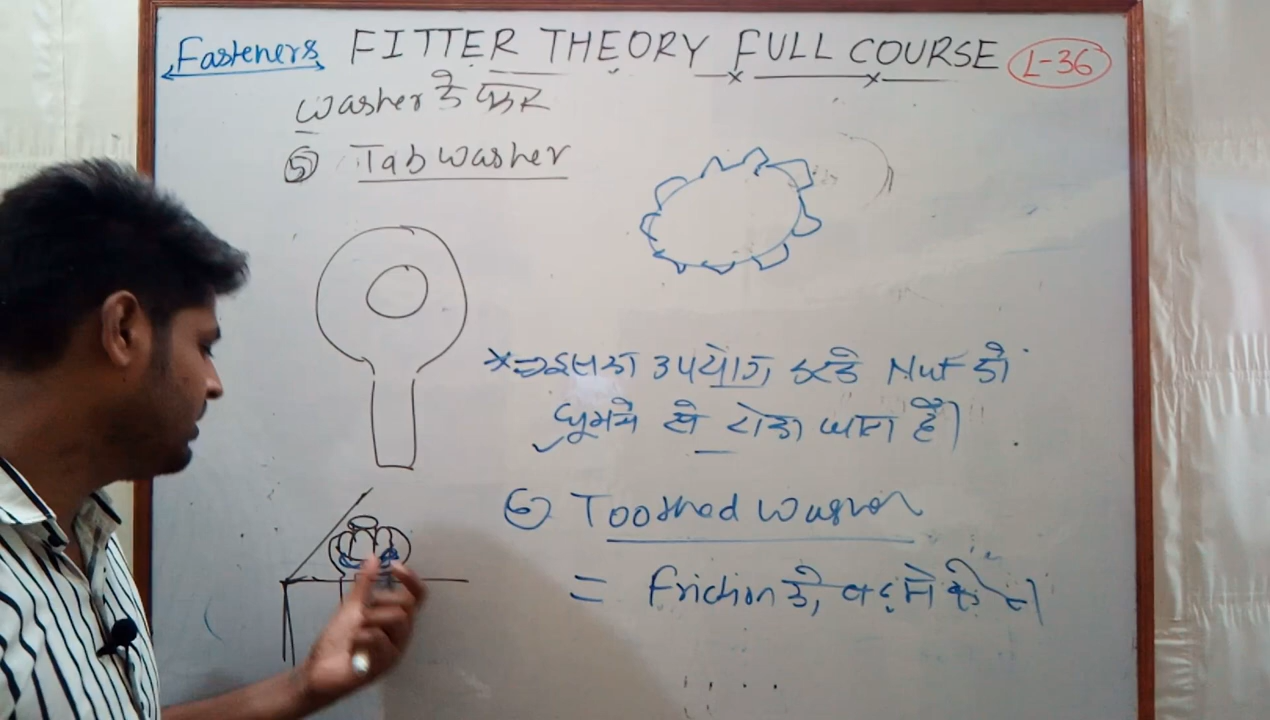 Fasteners FITTER THEORY FULL COURSE L-36
Washer के प्रकार
⑤ Tab washer
*⇒ इसका उपयोग करके Nut को
घूमने से रोका जाता है।
⑥ Toothed washer
= friction को बढ़ाने